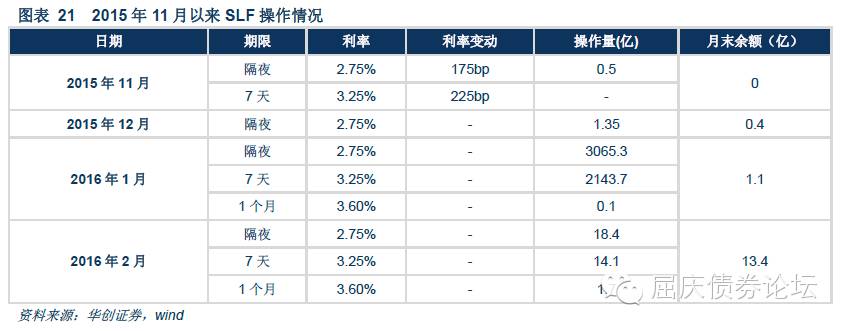 图表 21 2015 年 11 月以来 SLF 操作情况
日期 期限 利率 利率变动 操作量(亿) 月末余额（亿）
2015 年 11 月 隔夜 2.75% 175bp 0.5 0
7 天 3.25% 225bp -
2015 年 12 月 隔夜 2.75% - 1.35 0.4
2016 年 1 月 隔夜 2.75% - 3065.3 1.1
7 天 3.25% - 2143.7
1 个月 3.60% - 0.1
2016 年 2 月 隔夜 2.75% - 18.4 13.4
7 天 3.25% - 14.1
1 个月 3.60% -
屈庆债券论坛
资料来源：华创证券，wind